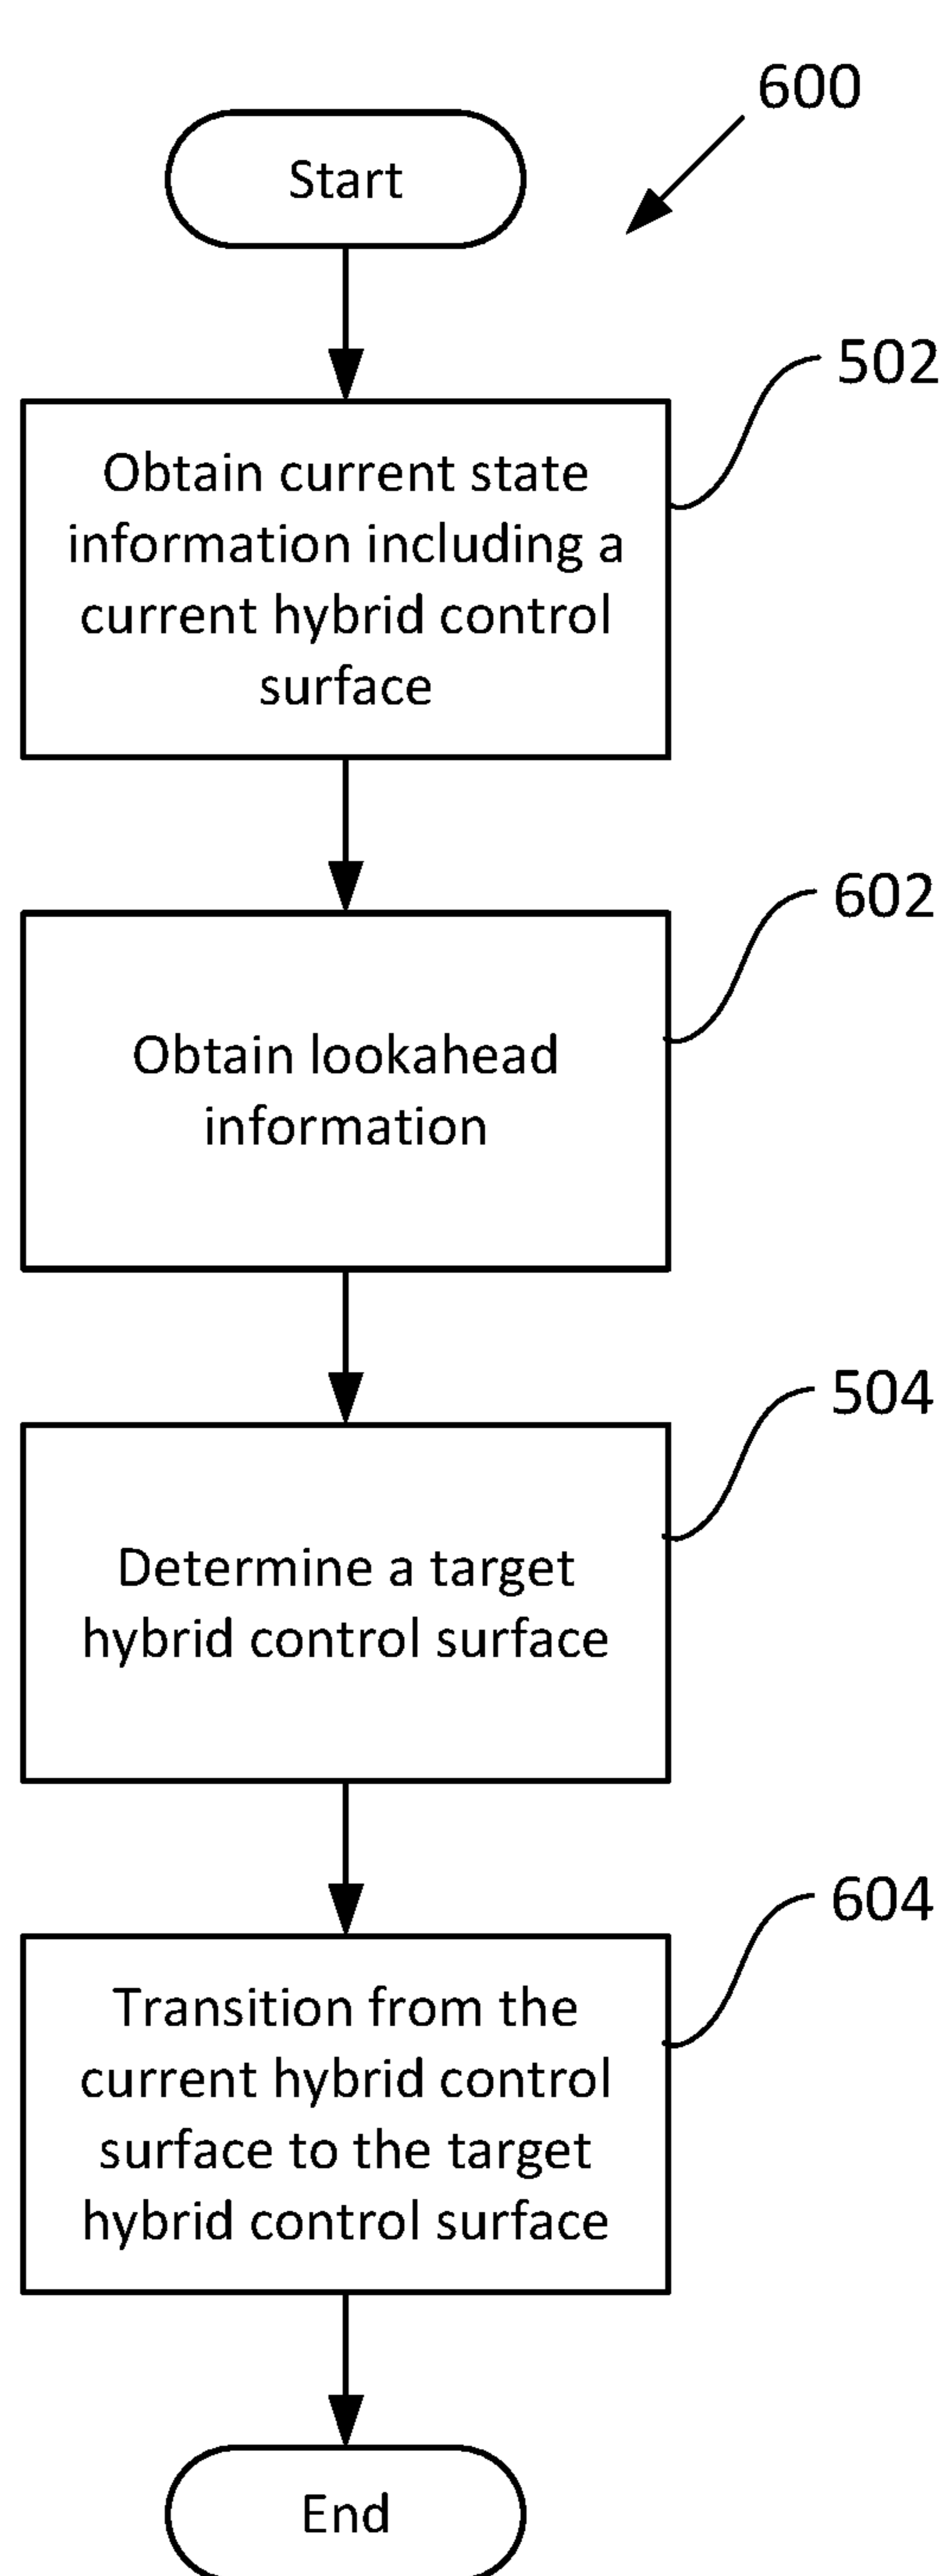 600
Start
502
Obtain current state
information including a
current hybrid control
surface
602
Obtain lookahead
information
504
Determine a target
hybrid control surface
604
Transition from the
current hybrid control
surface to the target
hybrid control surface
End